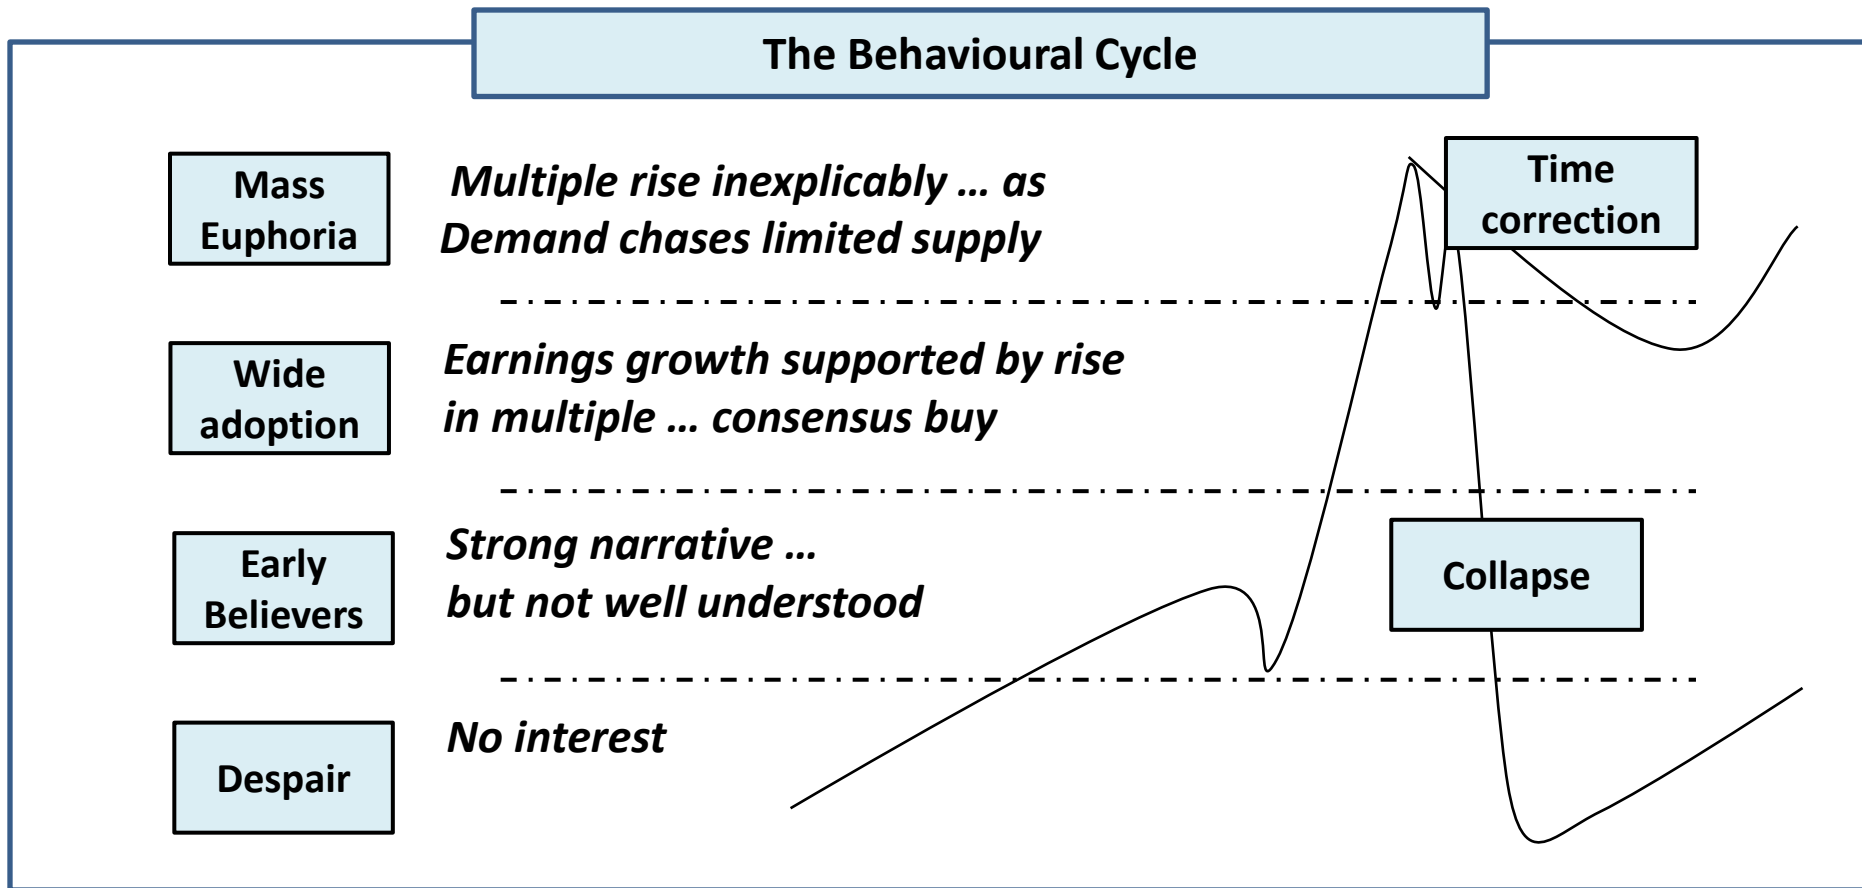 The Behavioural Cycle
Mass
Euphoria
Multiple rise inexplicably … as
Demand chases limited supply
Time
correction
Wide
adoption
Earnings growth supported by rise
in multiple … consensus buy
Early
Believers
Strong narrative …
but not well understood
Collapse
Despair
No interest